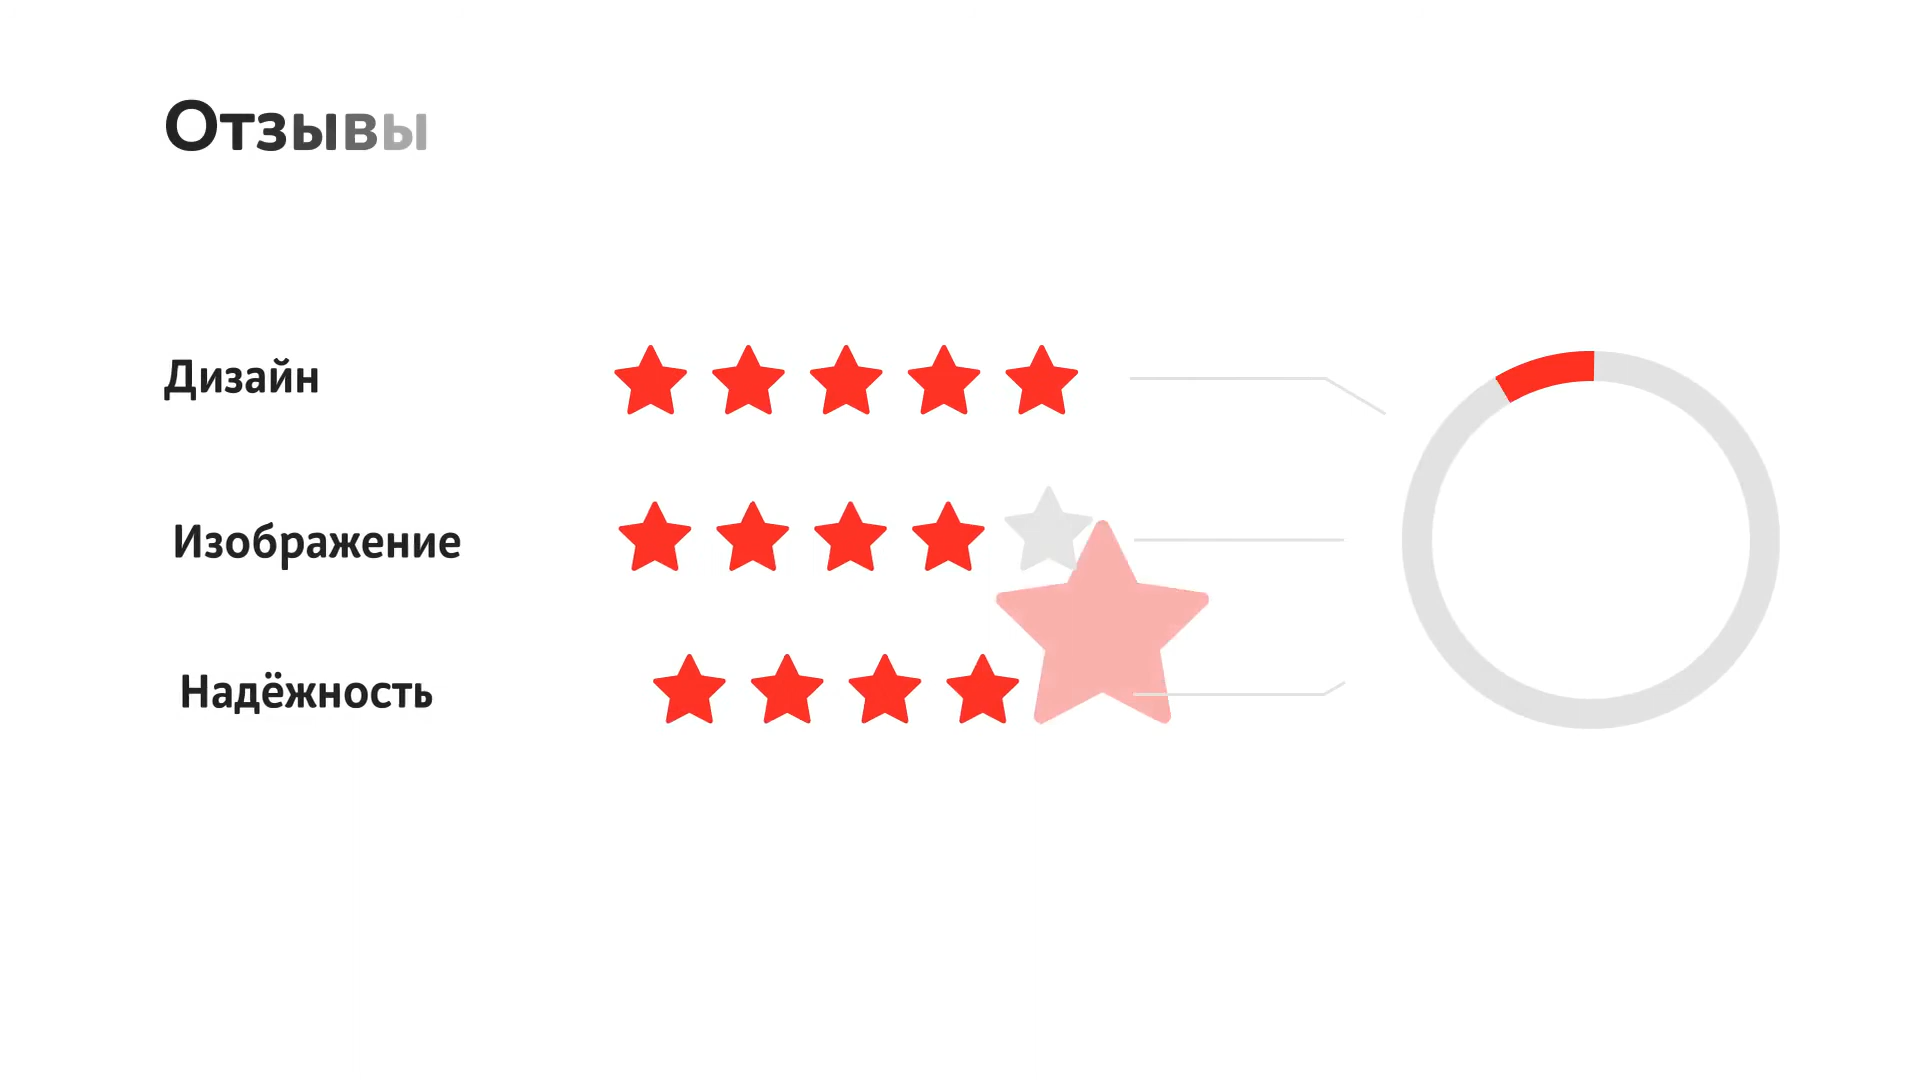 Отзывы
Дизайн
Изображение
Надёжность